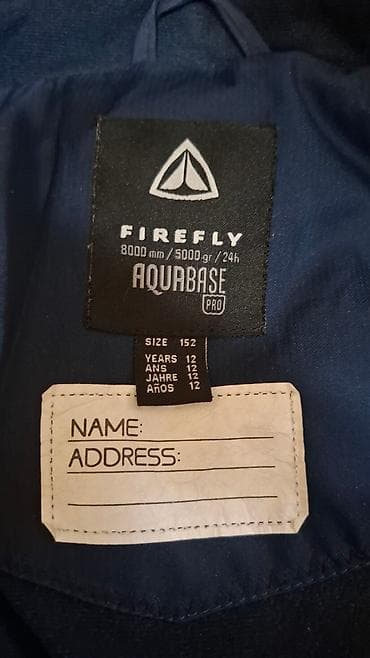 FIREFLY
8000 mm / 5000 gr / 24h
AQUABASE
PRO
SIZE 152
YEARS 12
ANS 12
JAHRE 12
AÑOS 12
NAME:
ADDRESS: